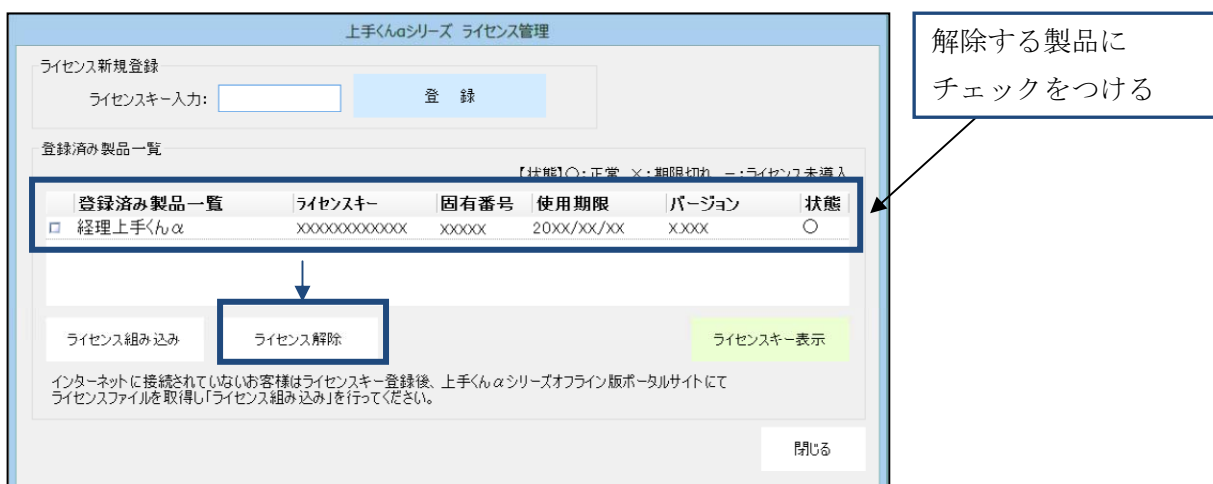 上手くんαシリーズ ライセンス管理
解除する製品に
チェックをつける
ライセンス新規登録
ライセンスキー入力:
登 録
登録済み製品一覧
【状態】○:正常 ×:期限切れ -:ライセンス未導入
登録済み製品一覧 ライセンスキー 固有番号 使用期限 バージョン 状態
経理上手くんα XXXXXXXXXXXX XXXXX 20XX/XX/XX X.XXX ○
ライセンス組み込み ライセンス解除 ライセンスキー表示
インターネットに接続されていないお客様はライセンスキー登録後、上手くんαシリーズオフライン版ポータルサイトにて
ライセンスファイルを取得し「ライセンス組み込み」を行ってください。
閉じる